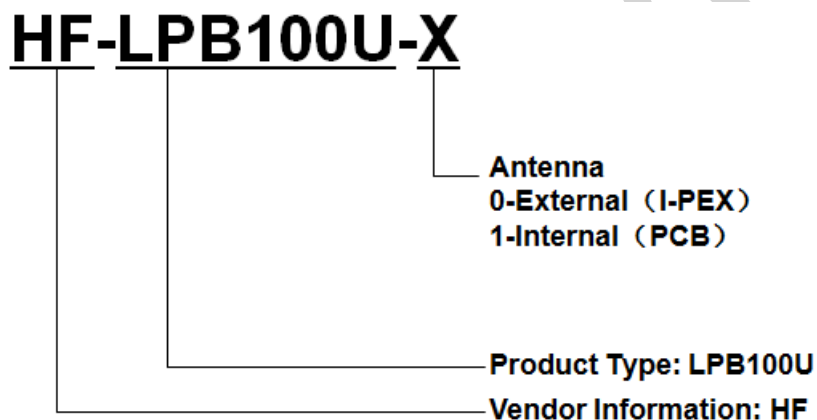 HF-LPB100U-X
Antenna
0-External（I-PEX）
1-Internal（PCB）
Product Type: LPB100U
Vendor Information: HF